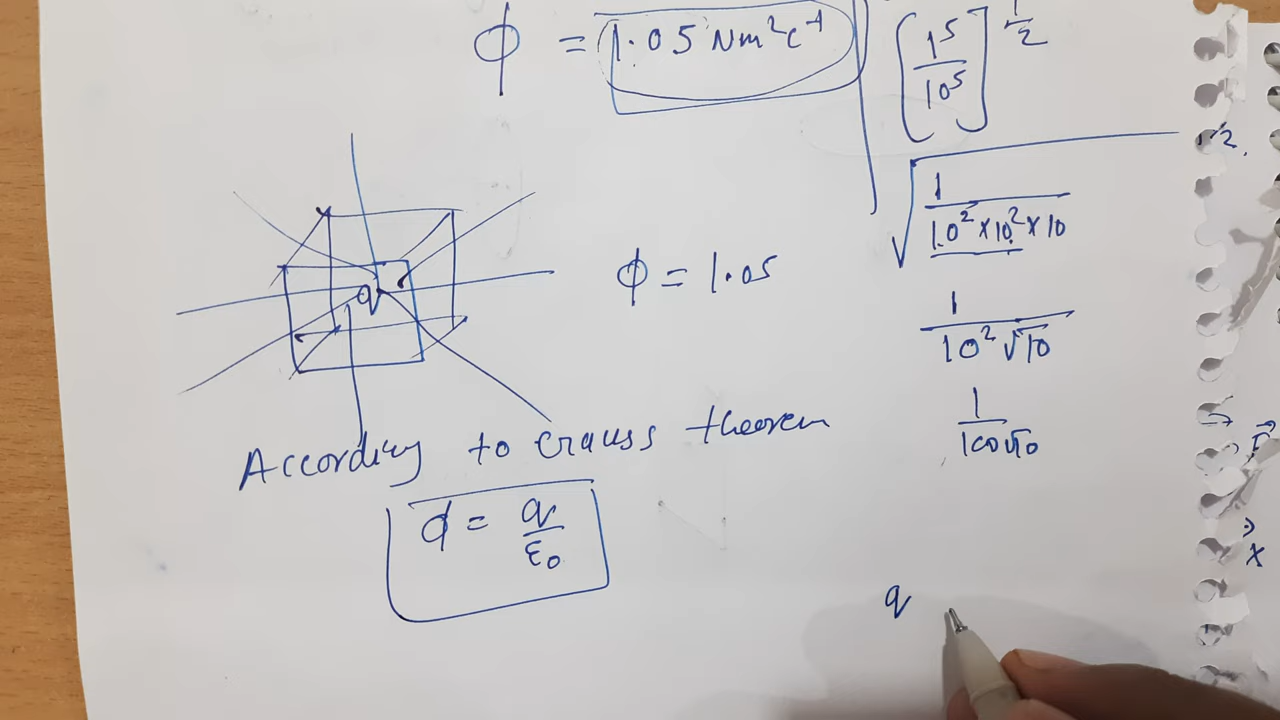 ϕ = 1.05 Nm²c⁻¹
[1⁵/10⁵]^1/2
√1/10²×10²×10
q
ϕ = 1.05
1/10²√10
1/100√10
According to Gauss theorem
ϕ = q/ε₀
q